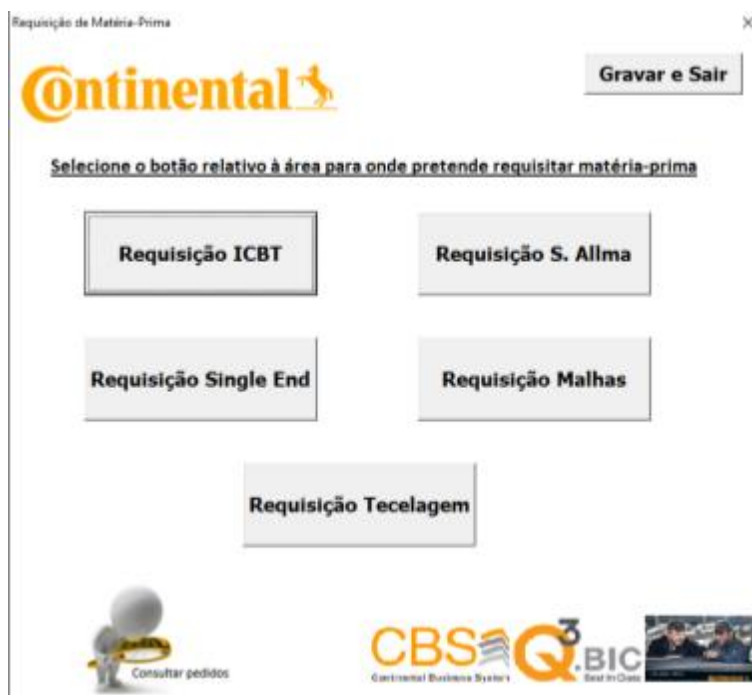 Requisição de Matéria-Prima
Continental
Gravar e Sair
Selecione o botão relativo à área para onde pretende requisitar matéria-prima
Requisição ICBT
Requisição S. Allma
Requisição Single End
Requisição Malhas
Requisição Tecelagem
Consultar pedidos
CBS
Continental Business System
Q3.BIC
Best In Class